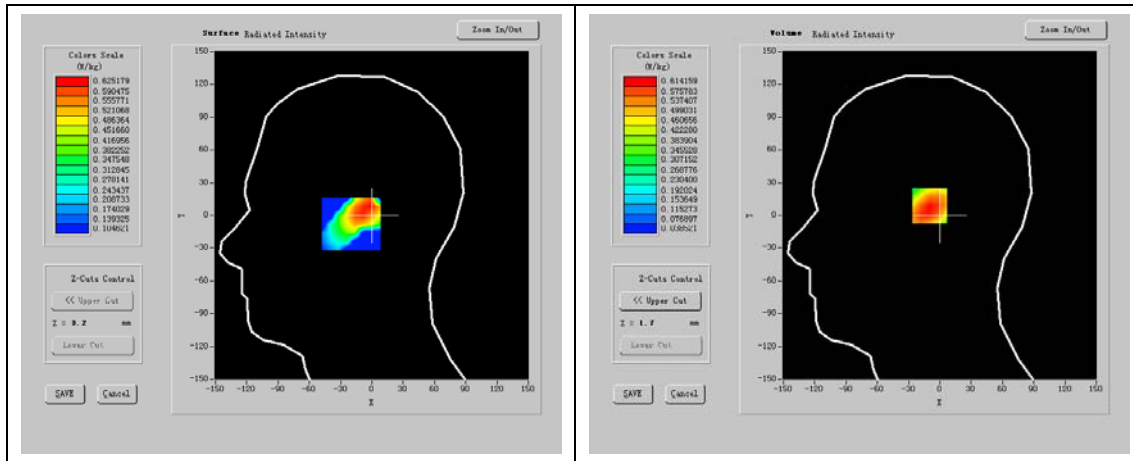 Surface Radiated Intensity
Zoom In/Out
Colors Scale
(W/kg)
0.625179
0.590475
0.555771
0.521068
0.486364
0.451660
0.416956
0.382252
0.347548
0.312845
0.278141
0.243437
0.208733
0.174029
0.139325
0.104621
150
120
90
60
30
0
-30
-60
-90
-120
-150
Y
-150 -120 -90 -60 -30 0 30 60 90 120 150
X
Z-Cuts Control
<< Upper Cut
mm
Lower Cut
SAVE
Cancel
Volume Radiated Intensity
Zoom In/Out
Colors Scale
(W/kg)
0.614159
0.575783
0.537407
0.499031
0.460656
0.422280
0.383904
0.345528
0.307152
0.268776
0.230400
0.192024
0.153649
0.115273
0.076897
0.038521
150
120
90
60
30
0
-30
-60
-90
-120
-150
Y
-150 -120 -90 -60 -30 0 30 60 90 120 150
X
Z-Cuts Control
<< Upper Cut
mm
Lower Cut
SAVE
Cancel